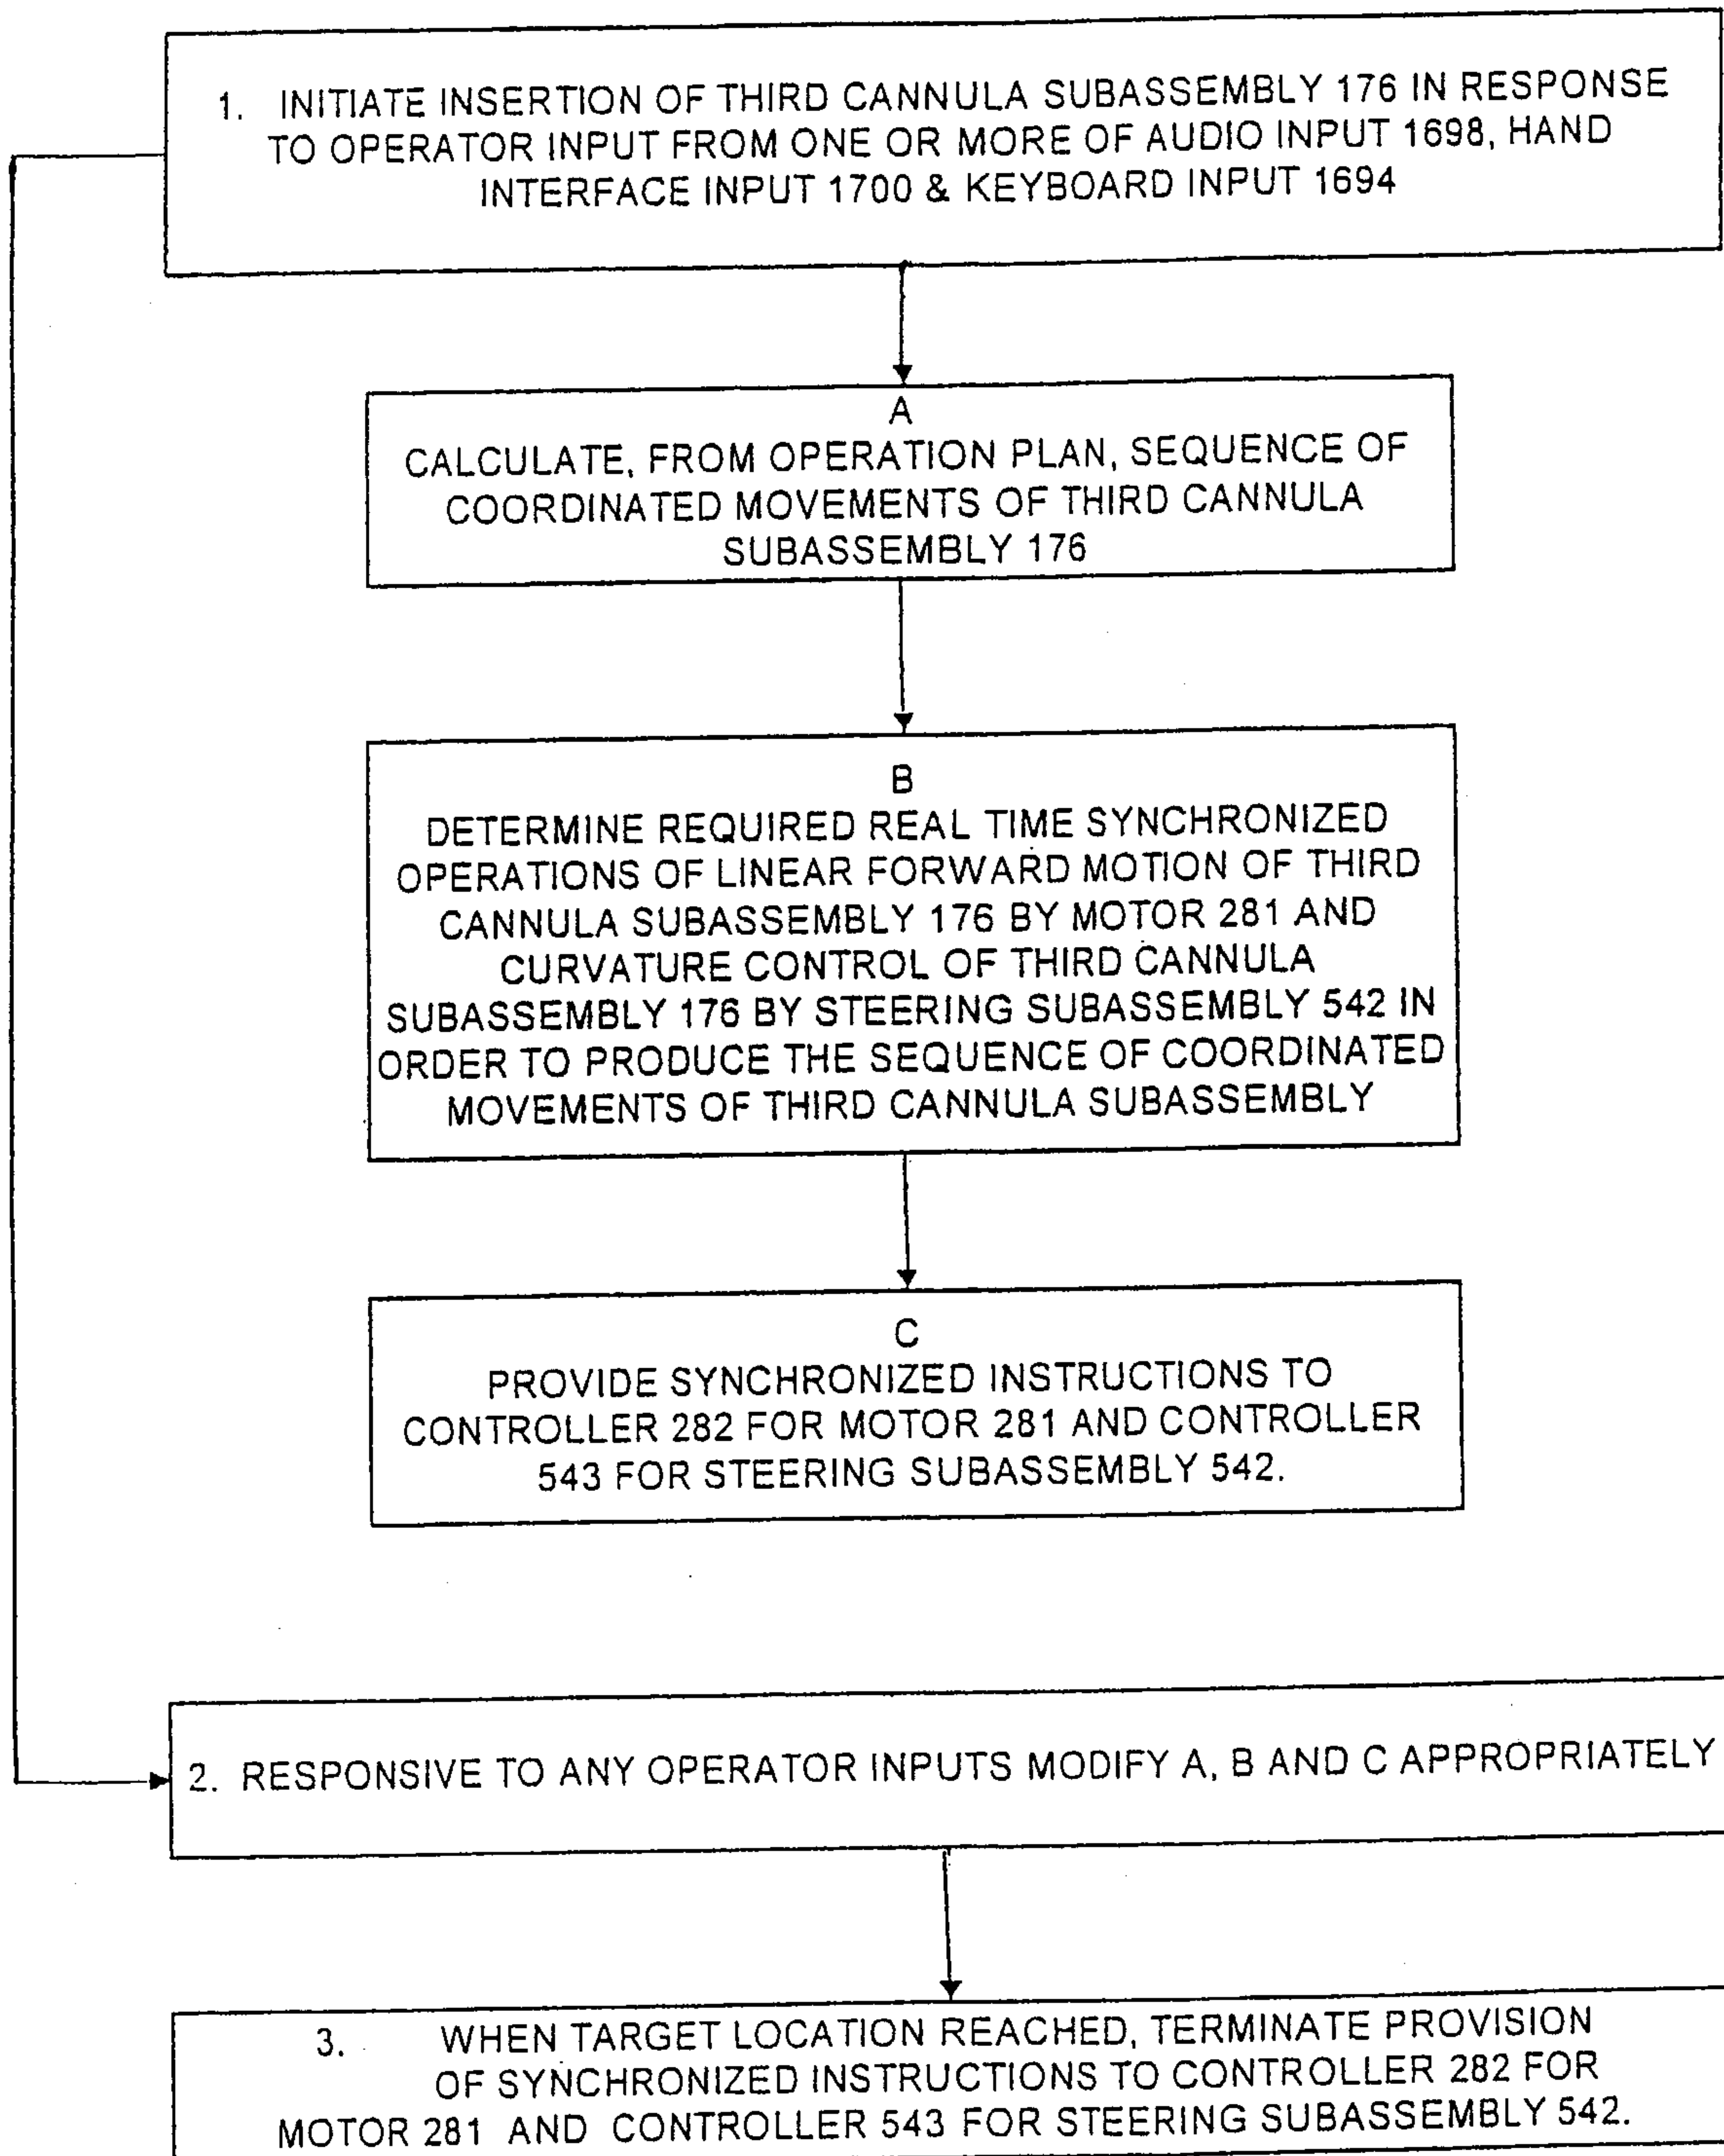 1. INITIATE INSERTION OF THIRD CANNULA SUBASSEMBLY 176 IN RESPONSE
TO OPERATOR INPUT FROM ONE OR MORE OF AUDIO INPUT 1698, HAND
INTERFACE INPUT 1700 & KEYBOARD INPUT 1694
A
CALCULATE, FROM OPERATION PLAN, SEQUENCE OF
COORDINATED MOVEMENTS OF THIRD CANNULA
SUBASSEMBLY 176
B
DETERMINE REQUIRED REAL TIME SYNCHRONIZED
OPERATIONS OF LINEAR FORWARD MOTION OF THIRD
CANNULA SUBASSEMBLY 176 BY MOTOR 281 AND
CURVATURE CONTROL OF THIRD CANNULA
SUBASSEMBLY 176 BY STEERING SUBASSEMBLY 542 IN
ORDER TO PRODUCE THE SEQUENCE OF COORDINATED
MOVEMENTS OF THIRD CANNULA SUBASSEMBLY
C
PROVIDE SYNCHRONIZED INSTRUCTIONS TO
CONTROLLER 282 FOR MOTOR 281 AND CONTROLLER
543 FOR STEERING SUBASSEMBLY 542.
2. RESPONSIVE TO ANY OPERATOR INPUTS MODIFY A, B AND C APPROPRIATELY
3. WHEN TARGET LOCATION REACHED, TERMINATE PROVISION
OF SYNCHRONIZED INSTRUCTIONS TO CONTROLLER 282 FOR
MOTOR 281 AND CONTROLLER 543 FOR STEERING SUBASSEMBLY 542.